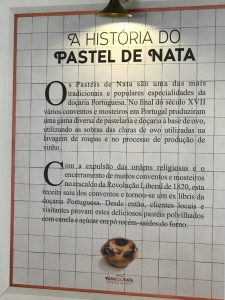 A HISTÓRIA DO
PASTEL DE NATA
Os Pastéis de Nata são uma das mais
tradicionais e populares especialidades da
doçaria Portuguesa. No final do século XVII
vários conventos e mosteiros em Portugal produziram
uma gama diversa de pastelaria e doçaria à base de ovo,
utilizando as sobras das claras de ovo utilizadas na
lavagem de roupas e no processo de produção de
vinho.
Com a expulsão das ordens religiosas e o
encerramento de muitos conventos e mosteiros
no rescaldo da Revolução Liberal de 1820, esta
receita saiu dos conventos e tornou-se um ex libris da
doçaria Portuguesa. Desde então, clientes locais e
visitantes provam estes deliciosos pastéis polvilhados
com canela e açúcar em pó recém-saídos do forno.